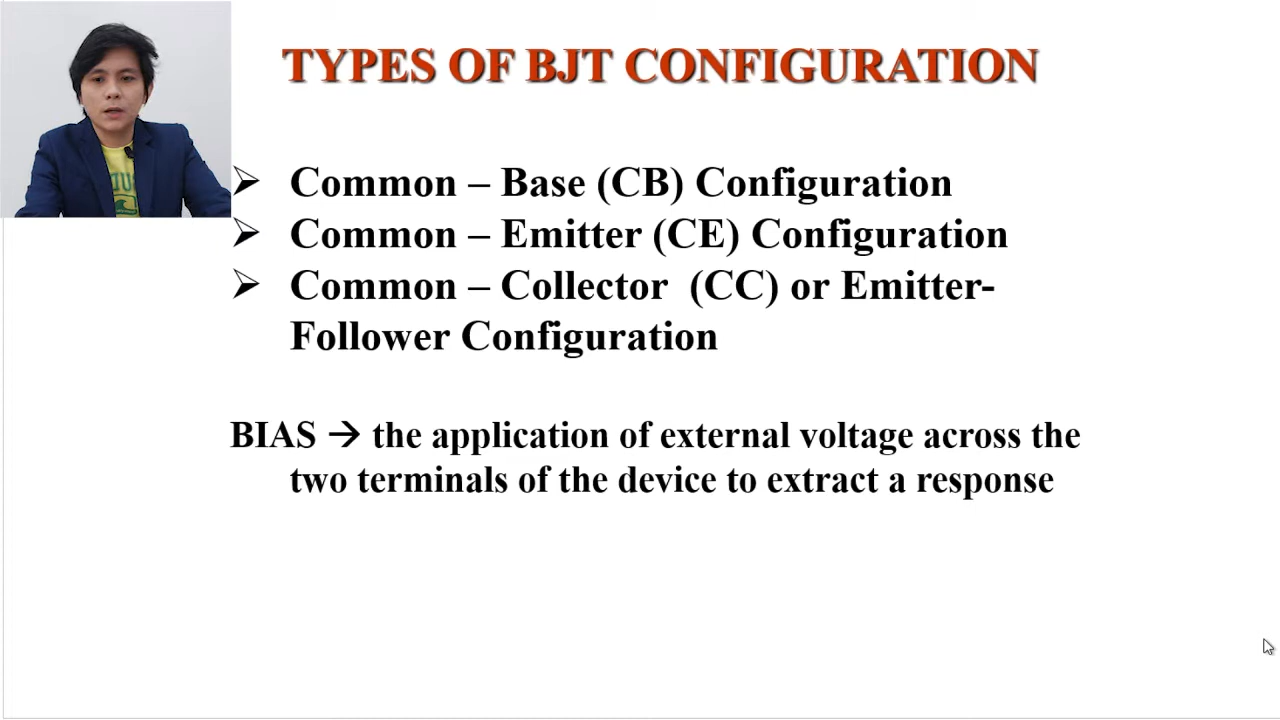 TYPES OF BJT CONFIGURATION
➢ Common – Base (CB) Configuration
➢ Common – Emitter (CE) Configuration
➢ Common – Collector (CC) or Emitter-
Follower Configuration
BIAS → the application of external voltage across the
two terminals of the device to extract a response